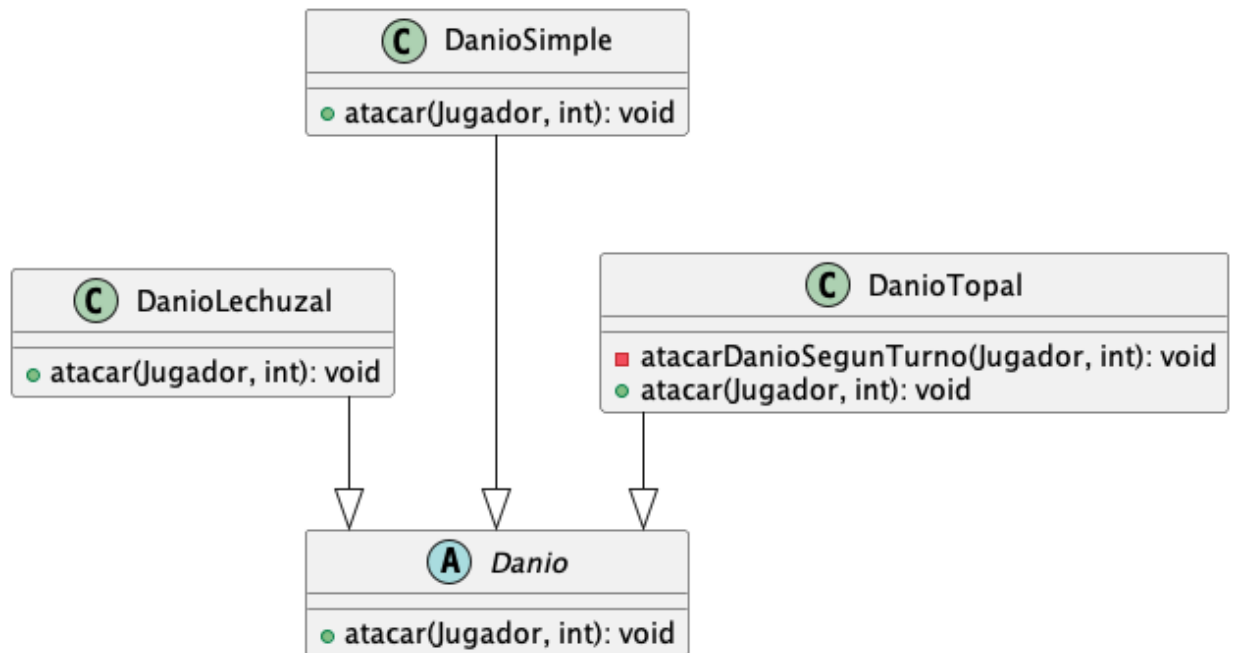 C DanioSimple
atacar(Jugador, int): void
C DanioLechuzal
atacar(Jugador, int): void
C DanioTopal
atacarDanioSegunTurno(Jugador, int): void
atacar(Jugador, int): void
A Danio
atacar(Jugador, int): void